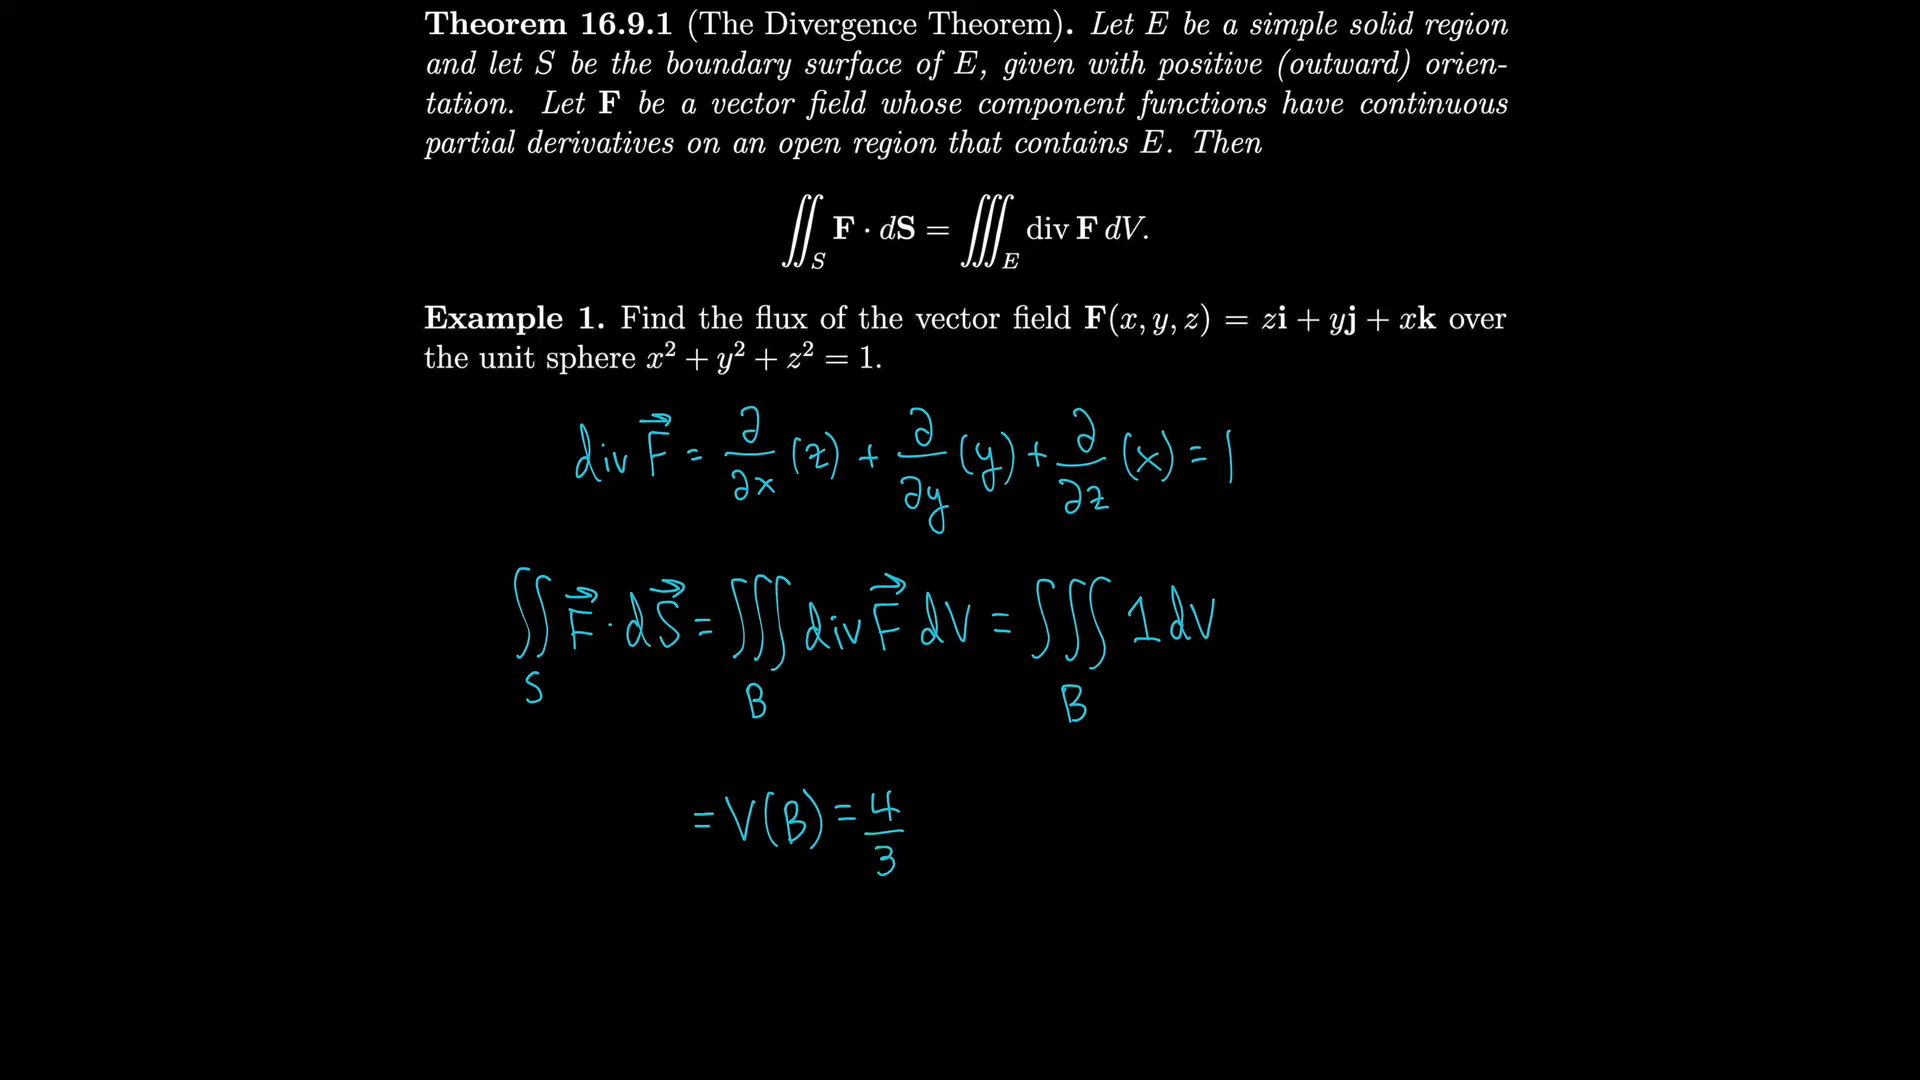 Theorem 16.9.1 (The Divergence Theorem). Let E be a simple solid region
and let S be the boundary surface of E, given with positive (outward) orien-
tation. Let F be a vector field whose component functions have continuous
partial derivatives on an open region that contains E. Then
∬_S F · dS = ∭_E div F dV.
Example 1. Find the flux of the vector field F(x, y, z) = zi + yj + xk over
the unit sphere x² + y² + z² = 1.
div F⃗ = ∂/∂x (z) + ∂/∂y (y) + ∂/∂z (x) = 1
∬_S F⃗ · dS⃗ = ∭_B div F⃗ dV = ∭_B 1 dV
= V(B) = 4/3